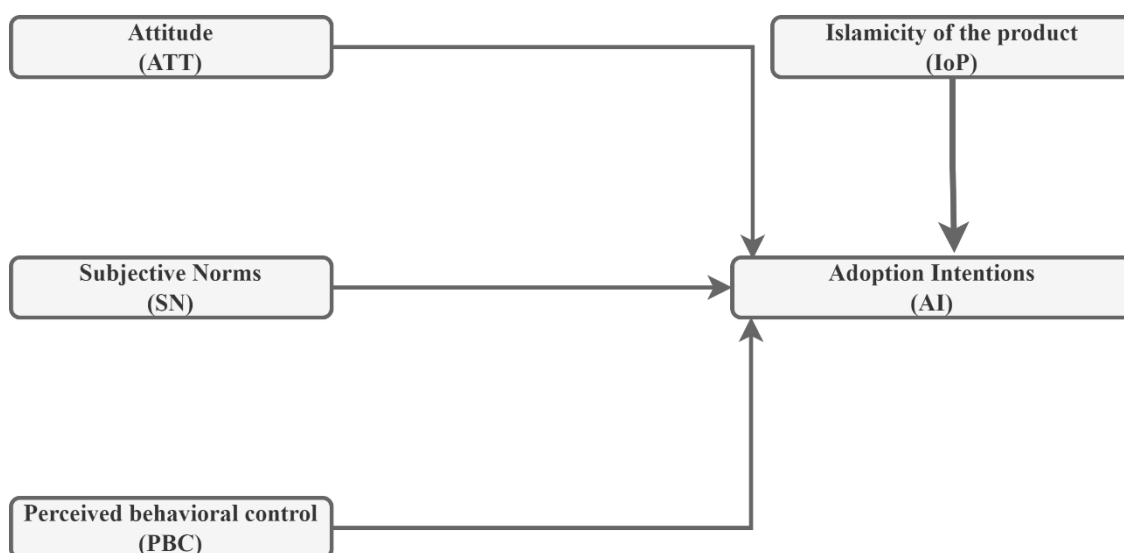 Attitude
(ATT)
Islamicity of the product
(IoP)
Subjective Norms
(SN)
Adoption Intentions
(AI)
Perceived behavioral control
(PBC)